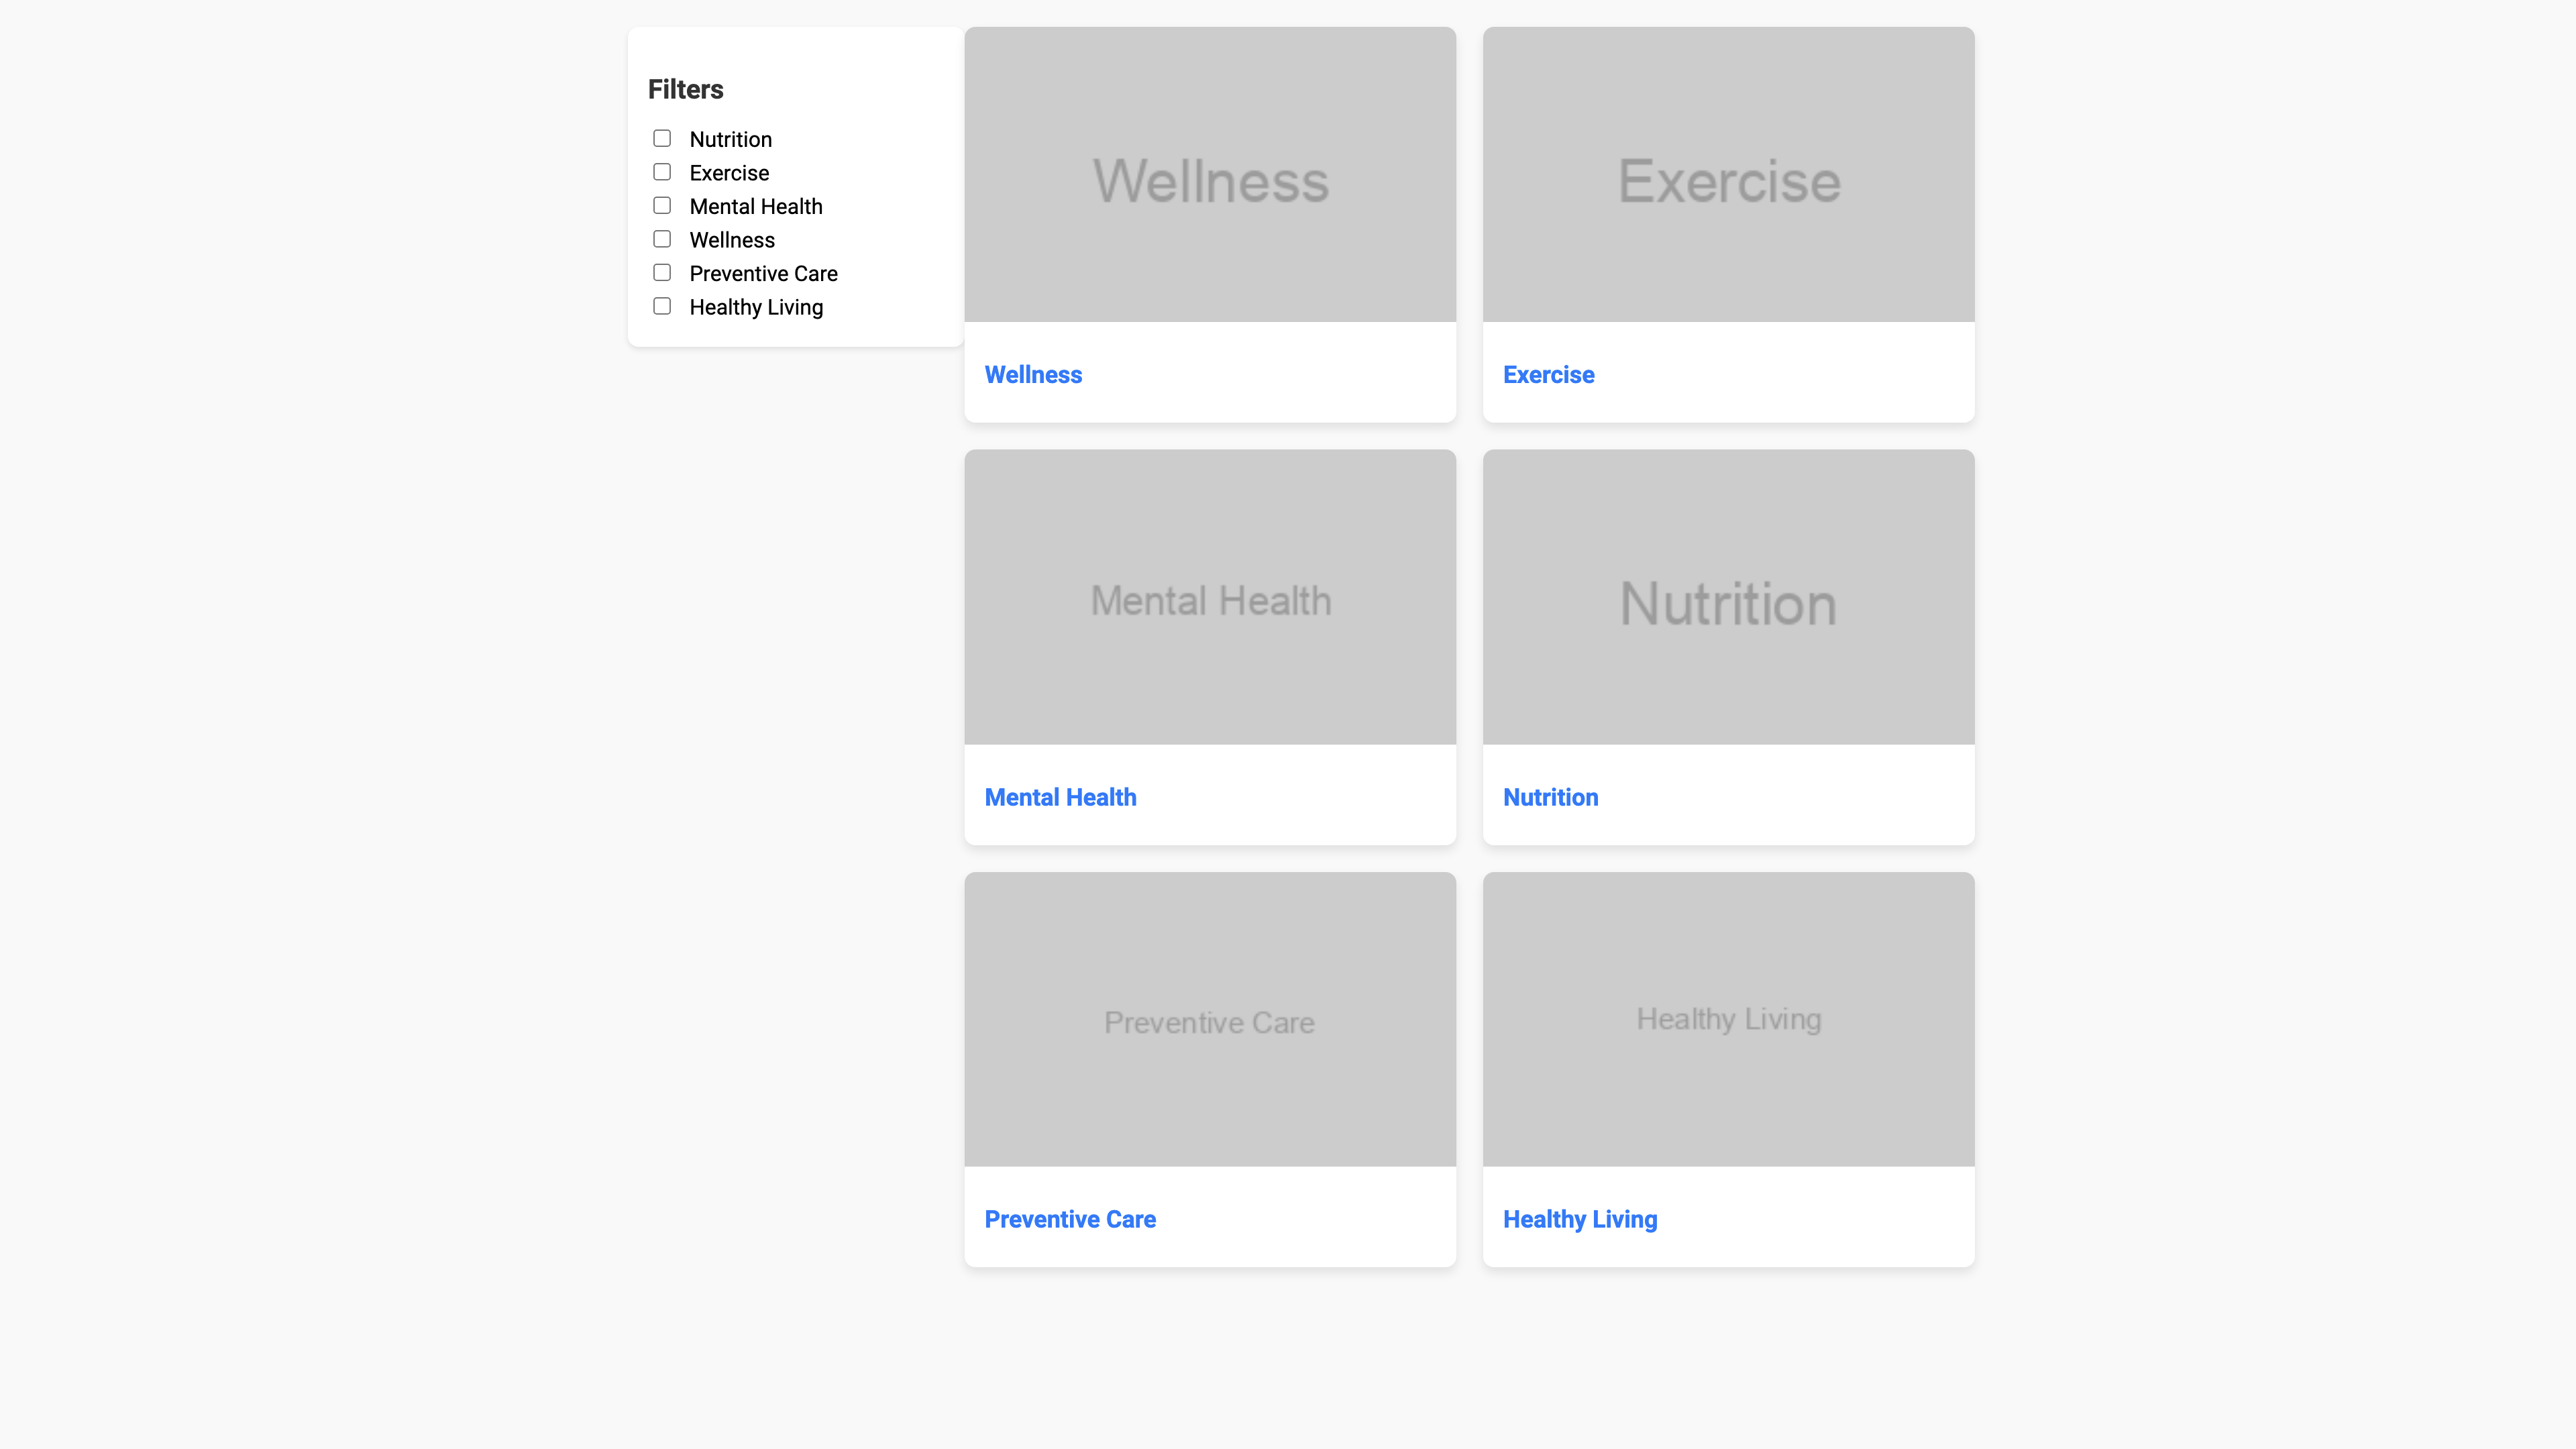 Filters
Nutrition
Exercise
Mental Health
Wellness
Preventive Care
Healthy Living
Wellness
Wellness
Exercise
Exercise
Mental Health
Mental Health
Nutrition
Nutrition
Preventive Care
Preventive Care
Healthy Living
Healthy Living